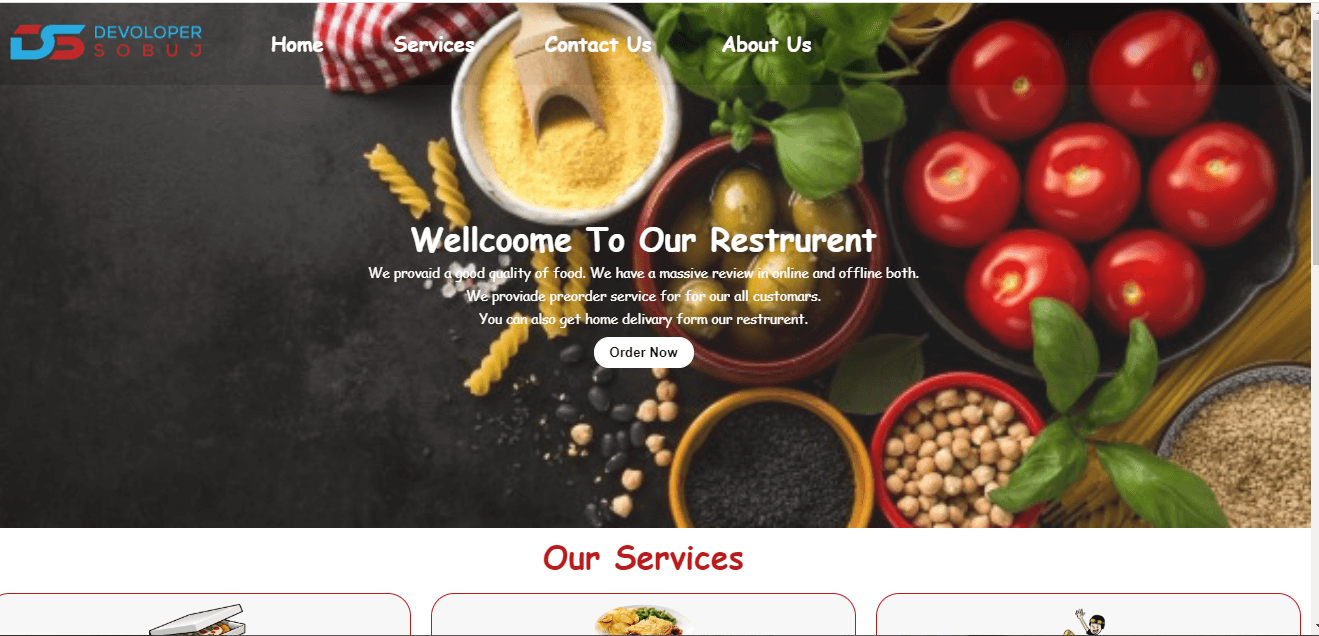 DEVOLOPER
SOBUJ
Home Services Contact Us About Us
Wellcoome To Our Restrurent
We provaid a good quality of food. We have a massive review in online and offline both.
We proviade preorder service for for our all customars.
You can also get home delivary form our restrurent.
Order Now
Our Services